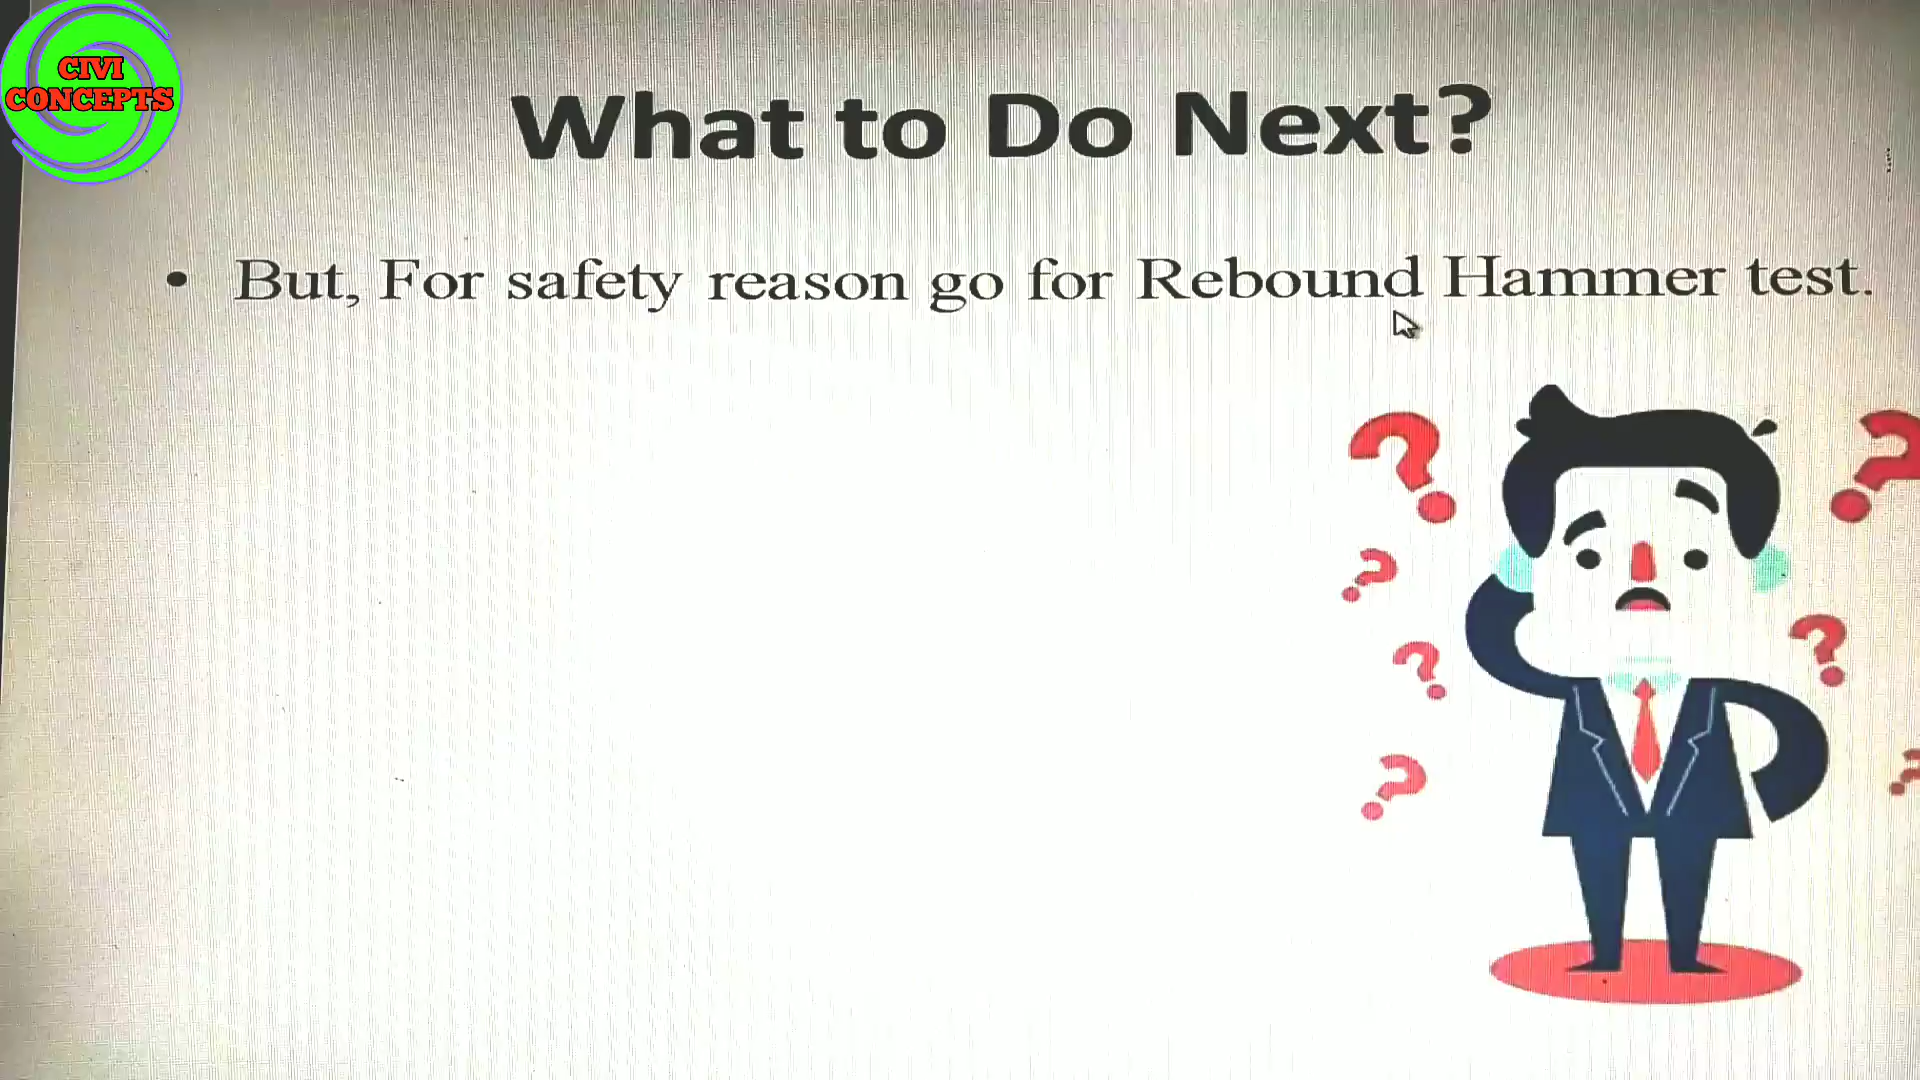 CIVI
CONCEPTS
What to Do Next?
• But, For safety reason go for Rebound Hammer test.